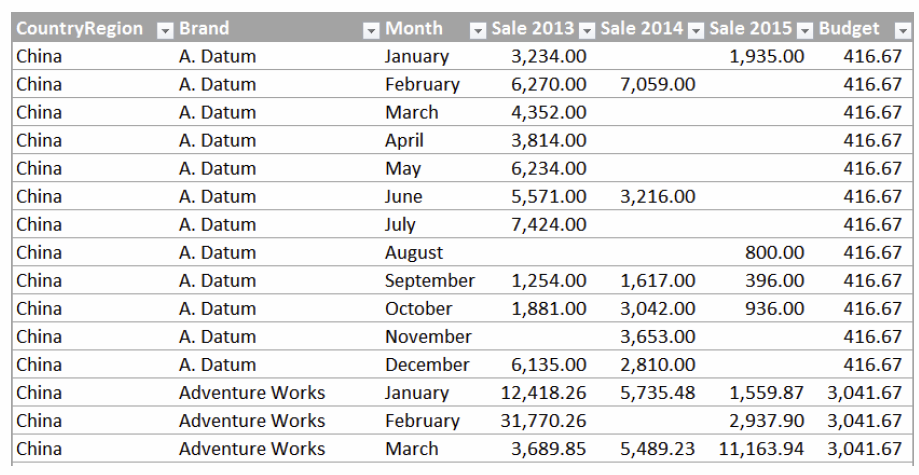 CountryRegion Brand Month Sale 2013 Sale 2014 Sale 2015 Budget
China A. Datum January 3,234.00 1,935.00 416.67
China A. Datum February 6,270.00 7,059.00 416.67
China A. Datum March 4,352.00 416.67
China A. Datum April 3,814.00 416.67
China A. Datum May 6,234.00 416.67
China A. Datum June 5,571.00 3,216.00 416.67
China A. Datum July 7,424.00 416.67
China A. Datum August 800.00 416.67
China A. Datum September 1,254.00 1,617.00 396.00 416.67
China A. Datum October 1,881.00 3,042.00 936.00 416.67
China A. Datum November 3,653.00 416.67
China A. Datum December 6,135.00 2,810.00 416.67
China Adventure Works January 12,418.26 5,735.48 1,559.87 3,041.67
China Adventure Works February 31,770.26 2,937.90 3,041.67
China Adventure Works March 3,689.85 5,489.23 11,163.94 3,041.67